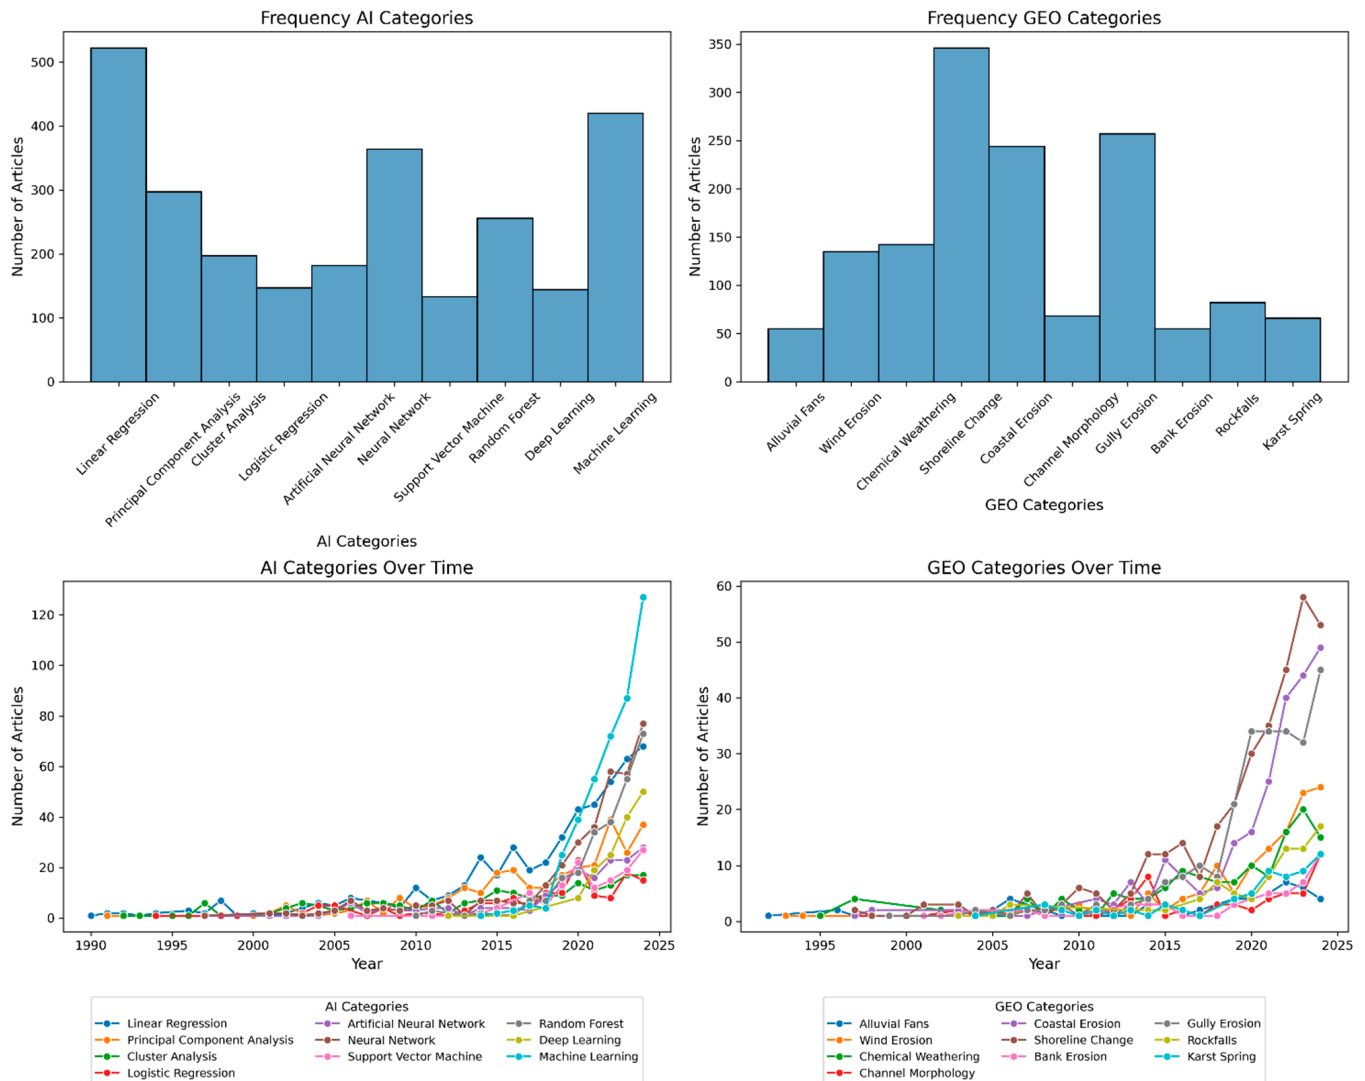 Frequency AI Categories
Number of Articles
500
400
300
200
100
0
Linear Regression
Principal Component Analysis
Cluster Analysis
Logistic Regression
Artificial Neural Network
Neural Network
Support Vector Machine
Random Forest
Deep Learning
Machine Learning
AI Categories
Frequency GEO Categories
Number of Articles
350
300
250
200
150
100
50
0
Alluvial Fans
Wind Erosion
Chemical Weathering
Shoreline Change
Coastal Erosion
Channel Morphology
Gully Erosion
Bank Erosion
Rockfalls
Karst Spring
GEO Categories
AI Categories Over Time
Number of Articles
120
100
80
60
40
20
0
1990 1995 2000 2005 2010 2015 2020 2025
Year
AI Categories
Linear Regression
Principal Component Analysis
Cluster Analysis
Logistic Regression
Artificial Neural Network
Neural Network
Support Vector Machine
Random Forest
Deep Learning
Machine Learning
GEO Categories Over Time
Number of Articles
60
50
40
30
20
10
0
1995 2000 2005 2010 2015 2020 2025
Year
GEO Categories
Alluvial Fans
Wind Erosion
Chemical Weathering
Channel Morphology
Coastal Erosion
Shoreline Change
Bank Erosion
Gully Erosion
Rockfalls
Karst Spring